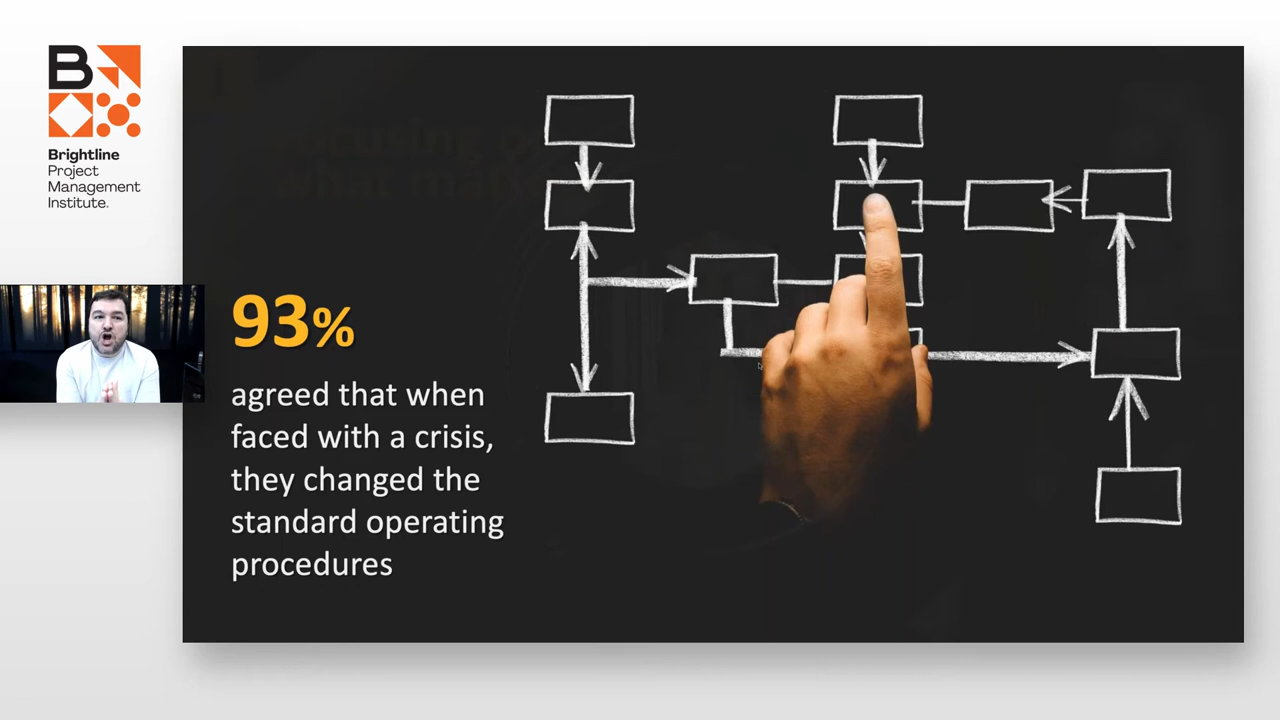 B
Brightline
Project
Management
Institute.
93%
agreed that when
faced with a crisis,
they changed the
standard operating
procedures